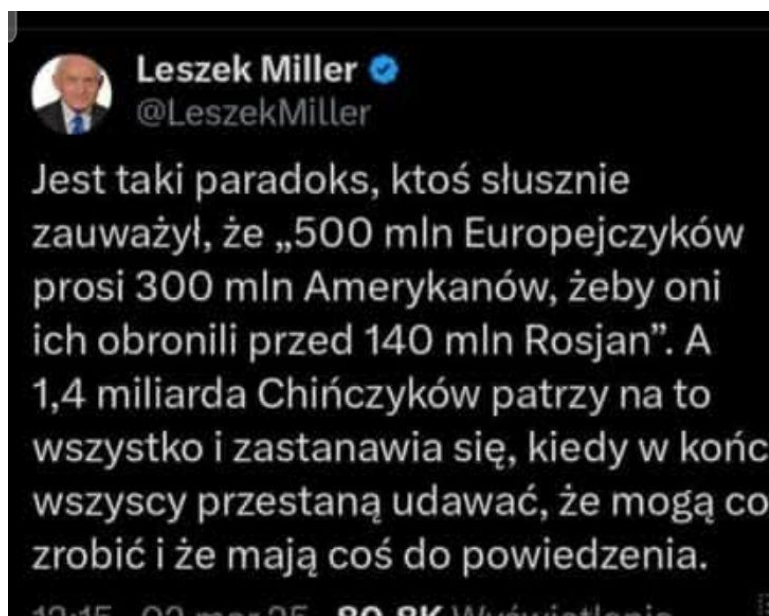 Leszek Miller
@LeszekMiller
Jest taki paradoks, ktoś słusznie
zauważył, że „500 mln Europejczyków
prosi 300 mln Amerykanów, żeby oni
ich obronili przed 140 mln Rosjan”. A
1,4 miliarda Chińczyków patrzy na to
wszystko i zastanawia się, kiedy w końc
wszyscy przestaną udawać, że mogą co
zrobić i że mają coś do powiedzenia.